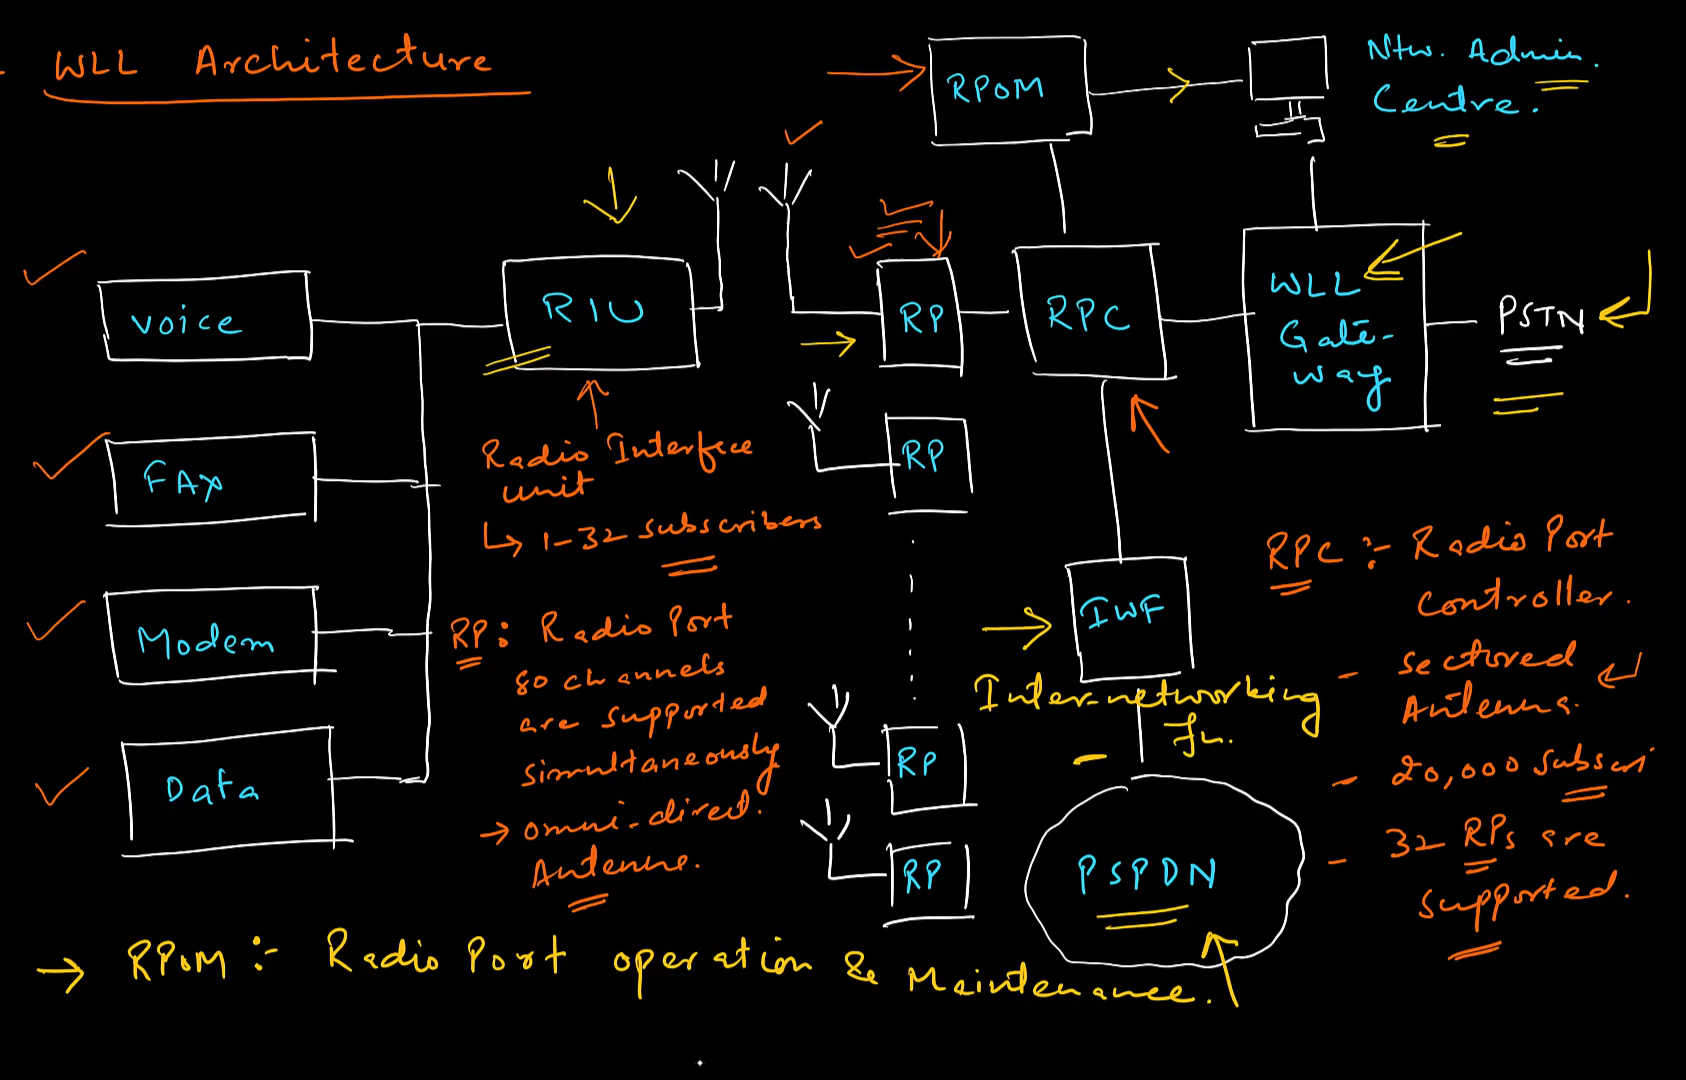 WLL Architecture
RPOM
Ntw. Admin.
Centre.
Voice
RIU
RP
RPC
WLL
Gate-
way
PSTN
FAX
Radio Interface
unit
↳ 1-32 subscribers
RP
Modem
RP: Radio Port
80 channels
are supported
simultaneously
→ omni-direct.
Antenna.
IWF
Inter-networking
fn.
RPC :- Radio Port
controller.
- sectored
Antenna.
- 20,000 subscri
- 32 RPs are
supported.
Data
RP
RP
PSPDN
→ RPOM :- Radio Port operation & Maintenance.